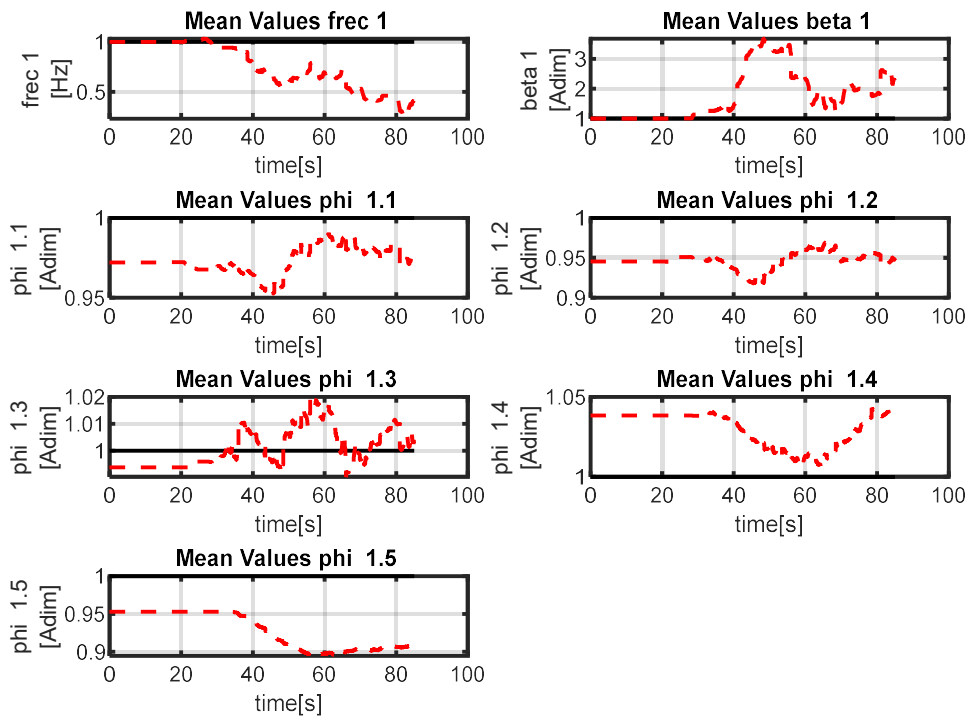 Mean Values frec 1
frec 1
[Hz]
1
0.5
0 20 40 60 80 100
time[s]
Mean Values beta 1
beta 1
[Adim]
3
2
1
0 20 40 60 80 100
time[s]
Mean Values phi 1.1
phi 1.1
[Adim]
1
0.95
0 20 40 60 80 100
time[s]
Mean Values phi 1.2
phi 1.2
[Adim]
1
0.95
0.9
0 20 40 60 80 100
time[s]
Mean Values phi 1.3
phi 1.3
[Adim]
1.02
1.01
1
0 20 40 60 80 100
time[s]
Mean Values phi 1.4
phi 1.4
[Adim]
1.05
1
0 20 40 60 80 100
time[s]
Mean Values phi 1.5
phi 1.5
[Adim]
1
0.95
0.9
0 20 40 60 80 100
time[s]